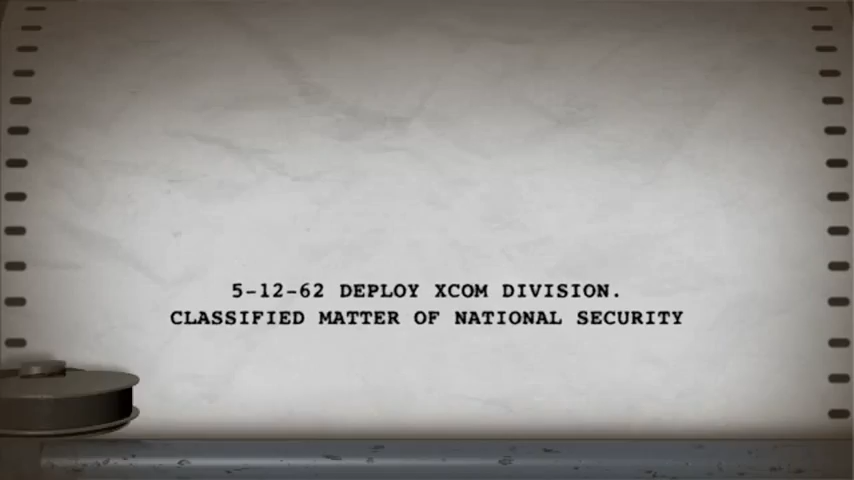 5-12-62 DEPLOY XCOM DIVISION.
CLASSIFIED MATTER OF NATIONAL SECURITY